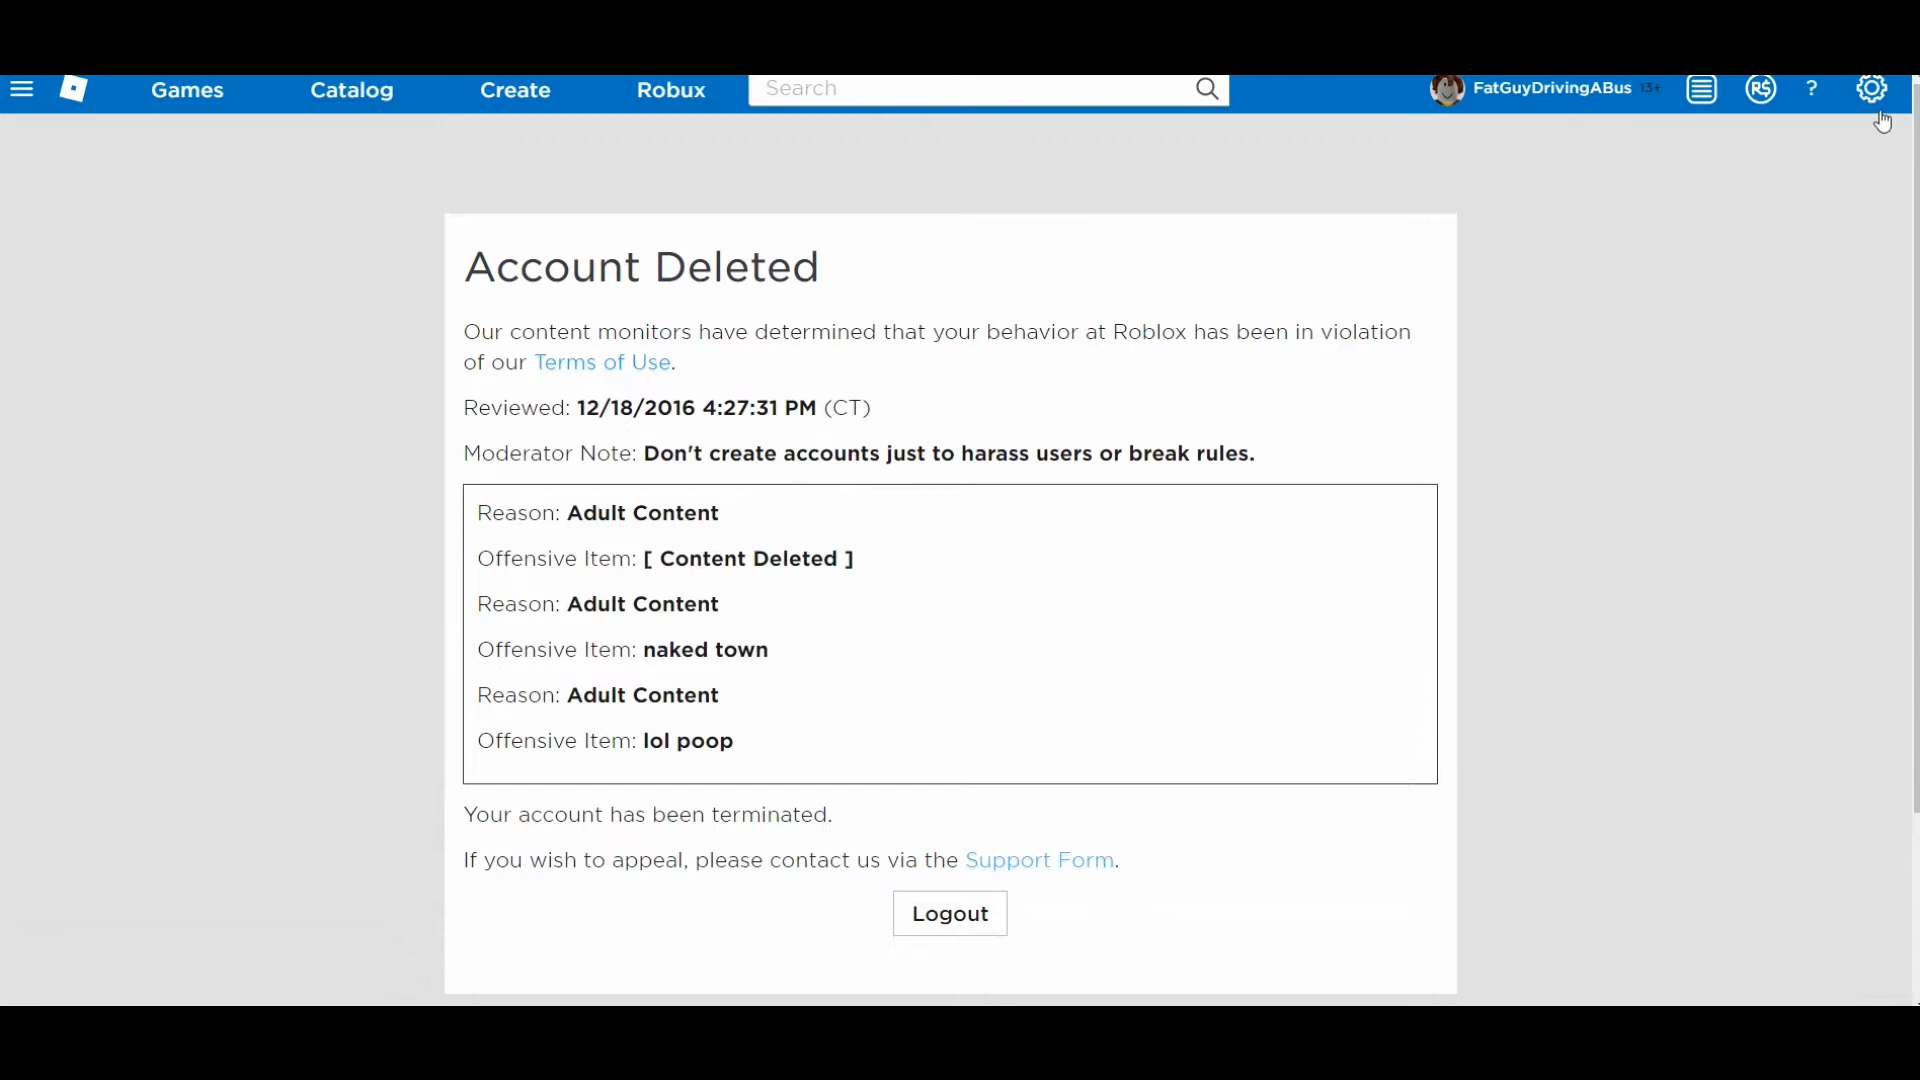 Games Catalog Create Robux Search FatGuyDrivingABus 13+ R$ ?
Account Deleted
Our content monitors have determined that your behavior at Roblox has been in violation
of our Terms of Use.
Reviewed: 12/18/2016 4:27:31 PM (CT)
Moderator Note: Don't create accounts just to harass users or break rules.
Reason: Adult Content
Offensive Item: [ Content Deleted ]
Reason: Adult Content
Offensive Item: naked town
Reason: Adult Content
Offensive Item: lol poop
Your account has been terminated.
If you wish to appeal, please contact us via the Support Form.
Logout